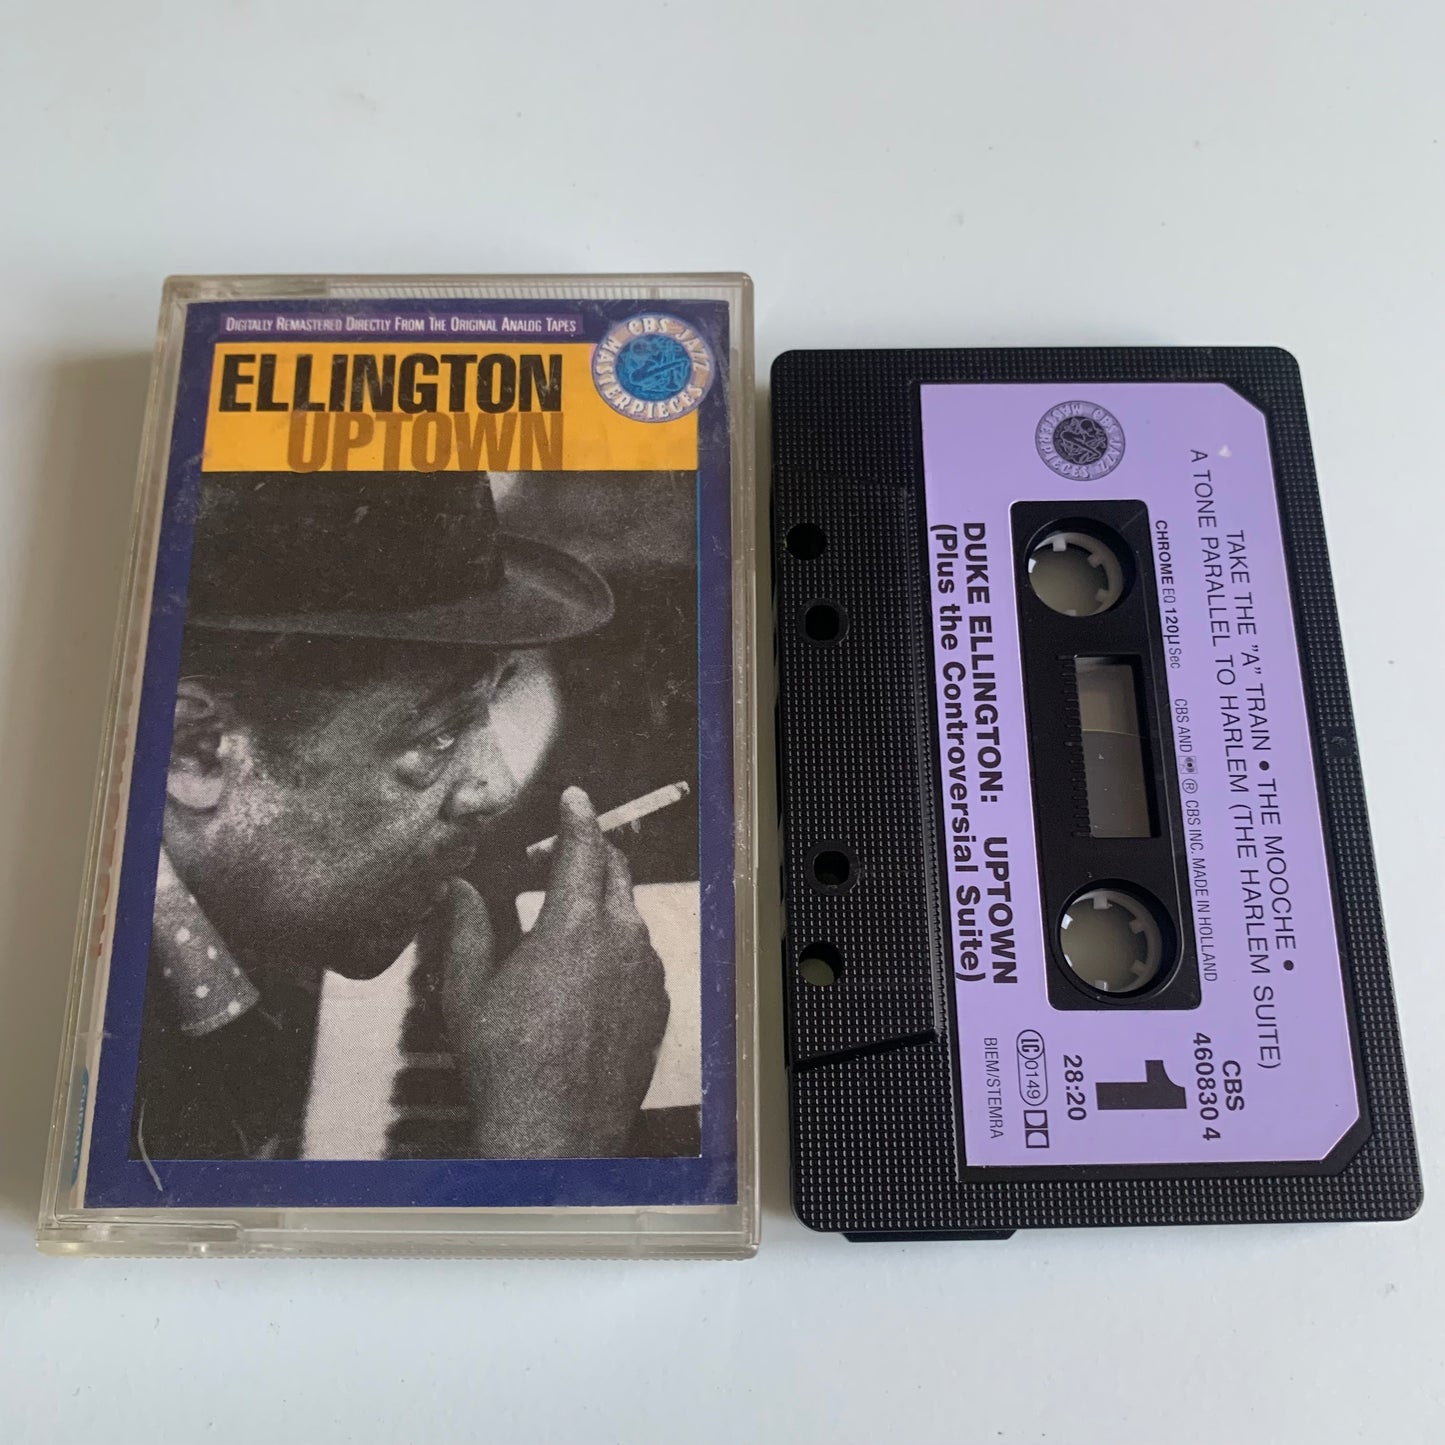 DIGITALLY REMASTERED DIRECTLY FROM THE ORIGINAL ANALOG TAPES
ELLINGTON
UPTOWN
CBS JAZZ
MASTERPIECES
CBS JAZZ
MASTERPIECES
TAKE THE "A" TRAIN • THE MOOCHE •
A TONE PARALLEL TO HARLEM (THE HARLEM SUITE)
CHROME EQ 120µ Sec
CBS AND ® CBS INC. MADE IN HOLLAND
DUKE ELLINGTON: UPTOWN
(Plus the Controversial Suite)
CBS
460830 4
1
28:20
LC 0149
BIEM/STEMRA